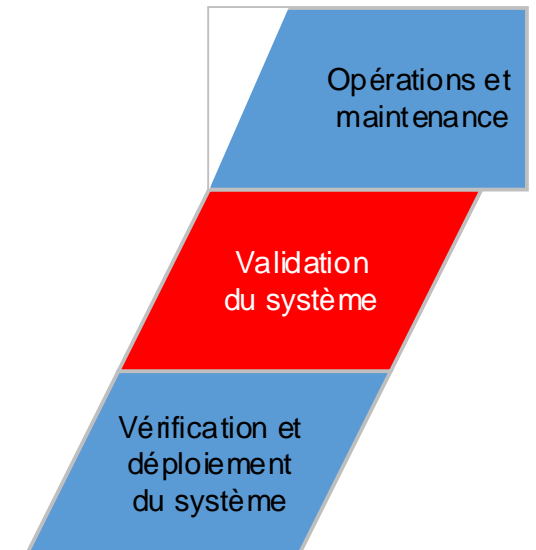 Opérations et
maintenance
Validation
du système
Vérification et
déploiement
du système